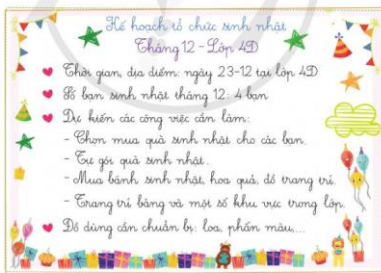 Kế hoạch tổ chức sinh nhật
Tháng 12 - Lớp 4D
Thời gian, địa điểm: ngày 23-12 tại lớp 4D
Số bạn sinh nhật tháng 12: 4 bạn
Dự kiến các công việc cần làm:
- Chọn mua quà sinh nhật cho các bạn.
- Tự gói quà sinh nhật.
- Mua bánh sinh nhật, hoa quả, đồ trang trí.
- Trang trí bảng và một số khu vực trong lớp.
Đồ dùng cần chuẩn bị: loa, phấn màu,...